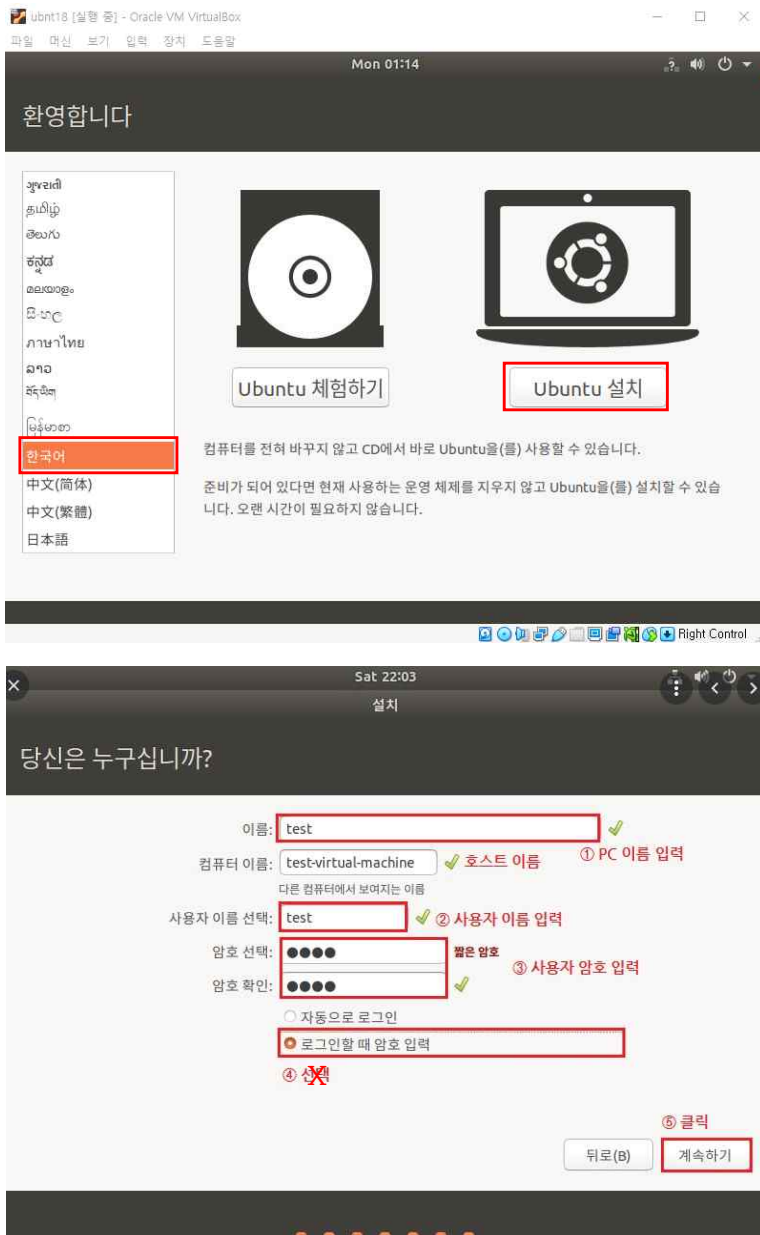 ubnt18 [실행 중] - Oracle VM VirtualBox
파일 머신 보기 입력 장치 도움말
Mon 01:14
환영합니다
ગુજરાતી
தமிழ்
తెలుగు
ಕನ್ನಡ
മലയാളം
සිංහල
ภาษาไทย
ລາວ
རྫོང་ཁ
မြန်မာစာ
한국어
中文(简体)
中文(繁體)
日本語
Ubuntu 체험하기
Ubuntu 설치
컴퓨터를 전혀 바꾸지 않고 CD에서 바로 Ubuntu을(를) 사용할 수 있습니다.
준비가 되어 있다면 현재 사용하는 운영 체제를 지우지 않고 Ubuntu을(를) 설치할 수 있습
니다. 오랜 시간이 필요하지 않습니다.
Right Control
Sat 22:03
설치
당신은 누구십니까?
이름: test
① PC 이름 입력
컴퓨터 이름: test-virtual-machine 호스트 이름
다른 컴퓨터에서 보여지는 이름
사용자 이름 선택: test ② 사용자 이름 입력
암호 선택: ●●●● 짧은 암호
③ 사용자 암호 입력
암호 확인: ●●●●
자동으로 로그인
로그인할 때 암호 입력
④ 선택 X
⑤ 클릭
뒤로(B) 계속하기